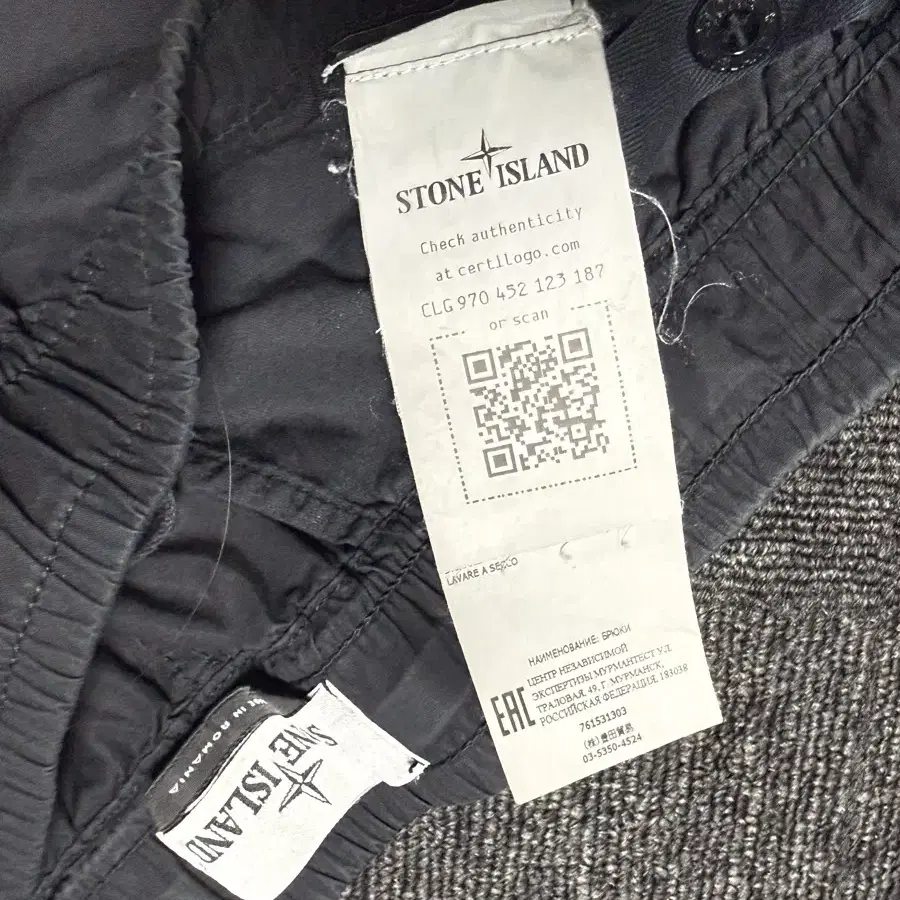 STONE ISLAND
Check authenticity
at certilogo.com
CLG 970 452 123 187
or scan
LAVARE A SECCO
НАИМЕНОВАНИЕ: БРЮКИ
EAC
ЦЕНТР НЕЗАВИСИМОЙ
ЭКСПЕРТИЗЫ МУРМАНТЕСТ УЛ.
ТРАЛОВАЯ, 49, Г. МУРМАНСК,
РОССИЙСКАЯ ФЕДЕРАЦИЯ, 183038
761531303
(株)豊田貿易
03-5350-4524
IN ROMANIA
ISLAND